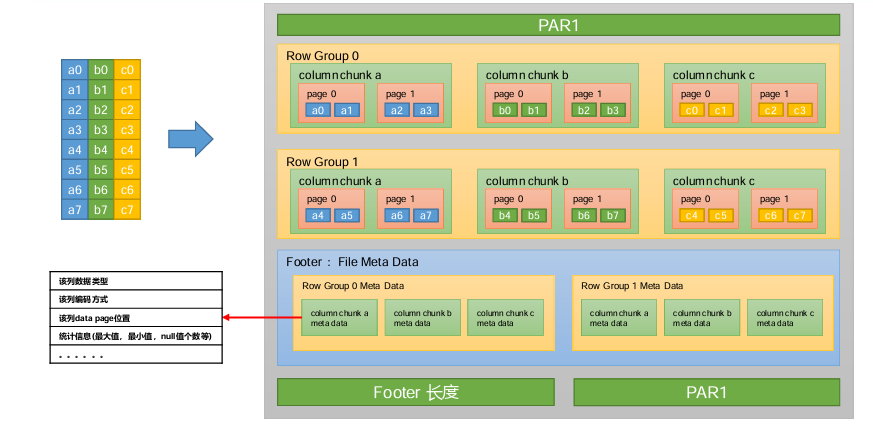 PAR1
a0 b0 c0
a1 b1 c1
a2 b2 c2
a3 b3 c3
a4 b4 c4
a5 b5 c5
a6 b6 c6
a7 b7 c7
Row Group 0
column chunk a
page 0
a0 a1
page 1
a2 a3
column chunk b
page 0
b0 b1
page 1
b2 b3
column chunk c
page 0
c0 c1
page 1
c2 c3
Row Group 1
column chunk a
page 0
a4 a5
page 1
a6 a7
column chunk b
page 0
b4 b5
page 1
b6 b7
column chunk c
page 0
c4 c5
page 1
c6 c7
Footer： File Meta Data
Row Group 0 Meta Data
column chunk a
meta data
column chunk b
meta data
column chunk c
meta data
Row Group 1 Meta Data
column chunk a
meta data
column chunk b
meta data
column chunk c
meta data
该列数据类型
该列编码方式
该列data page位置
统计信息(最大值，最小值，null值个数等)
。。。。。。
Footer 长度
PAR1